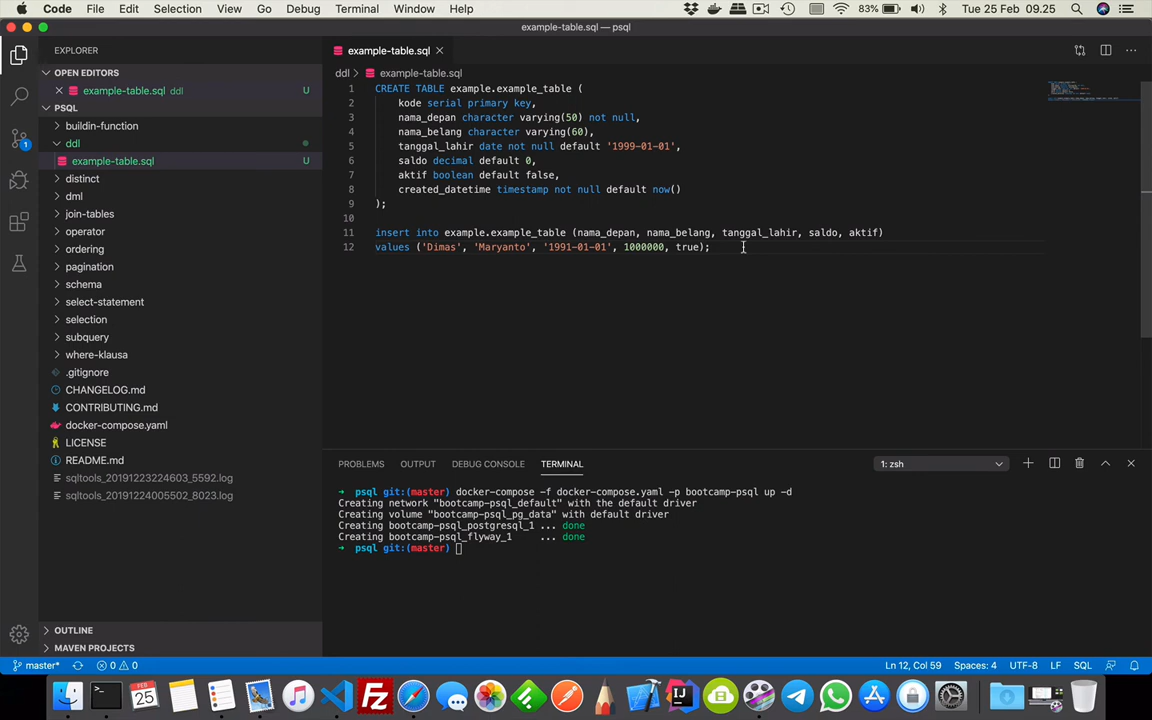 Code File Edit Selection View Go Debug Terminal Window Help 83% Tue 25 Feb 09.25
example-table.sql — psql
EXPLORER
OPEN EDITORS
example-table.sql ddl U
PSQL
buildin-function
ddl
example-table.sql U
distinct
dml
join-tables
operator
ordering
pagination
schema
select-statement
selection
subquery
where-klausa
.gitignore
CHANGELOG.md
CONTRIBUTING.md
docker-compose.yaml
LICENSE
README.md
sqltools_20191223224603_5592.log
sqltools_20191224005502_8023.log
OUTLINE
MAVEN PROJECTS
example-table.sql
ddl > example-table.sql
1 CREATE TABLE example.example_table (
2 kode serial primary key,
3 nama_depan character varying(50) not null,
4 nama_belang character varying(60),
5 tanggal_lahir date not null default '1999-01-01',
6 saldo decimal default 0,
7 aktif boolean default false,
8 created_datetime timestamp not null default now()
9 );
10
11 insert into example.example_table (nama_depan, nama_belang, tanggal_lahir, saldo, aktif)
12 values ('Dimas', 'Maryanto', '1991-01-01', 1000000, true);
PROBLEMS OUTPUT DEBUG CONSOLE TERMINAL 1: zsh
➜ psql git:(master) docker-compose -f docker-compose.yaml -p bootcamp-psql up -d
Creating network "bootcamp-psql_default" with the default driver
Creating volume "bootcamp-psql_pg_data" with default driver
Creating bootcamp-psql_postgresql_1 ... done
Creating bootcamp-psql_flyway_1 ... done
➜ psql git:(master)
master* 0 0 Ln 12, Col 59 Spaces: 4 UTF-8 LF SQL